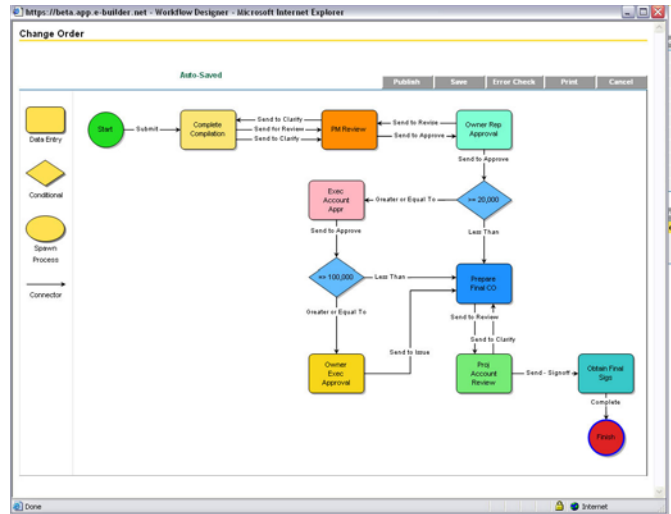 https://beta.app.e-builder.net - Workflow Designer - Microsoft Internet Explorer
Change Order
Auto-Saved
Publish
Save
Error Check
Print
Cancel
Data Entry
Conditional
Spawn
Process
Connector
Start
Submit
Complete
Compilation
Send to Clarify
Send for Review
Send to Clarify
PM Review
Send to Revize
Send to Approve
Owner Rep
Approval
Send to Approve
>= 20,000
Greater or Equal To
Less Than
Exec
Account
Appr
Send to Approve
<= 100,000
Less Than
Greater or Equal To
Prepare
Final CO
Send to Review
Send to Clarify
Owner
Exec
Approval
Send to Issue
Proj
Account
Review
Send - Signoff
Obtain Final
Sigs
Complete
Finish
Done
Internet